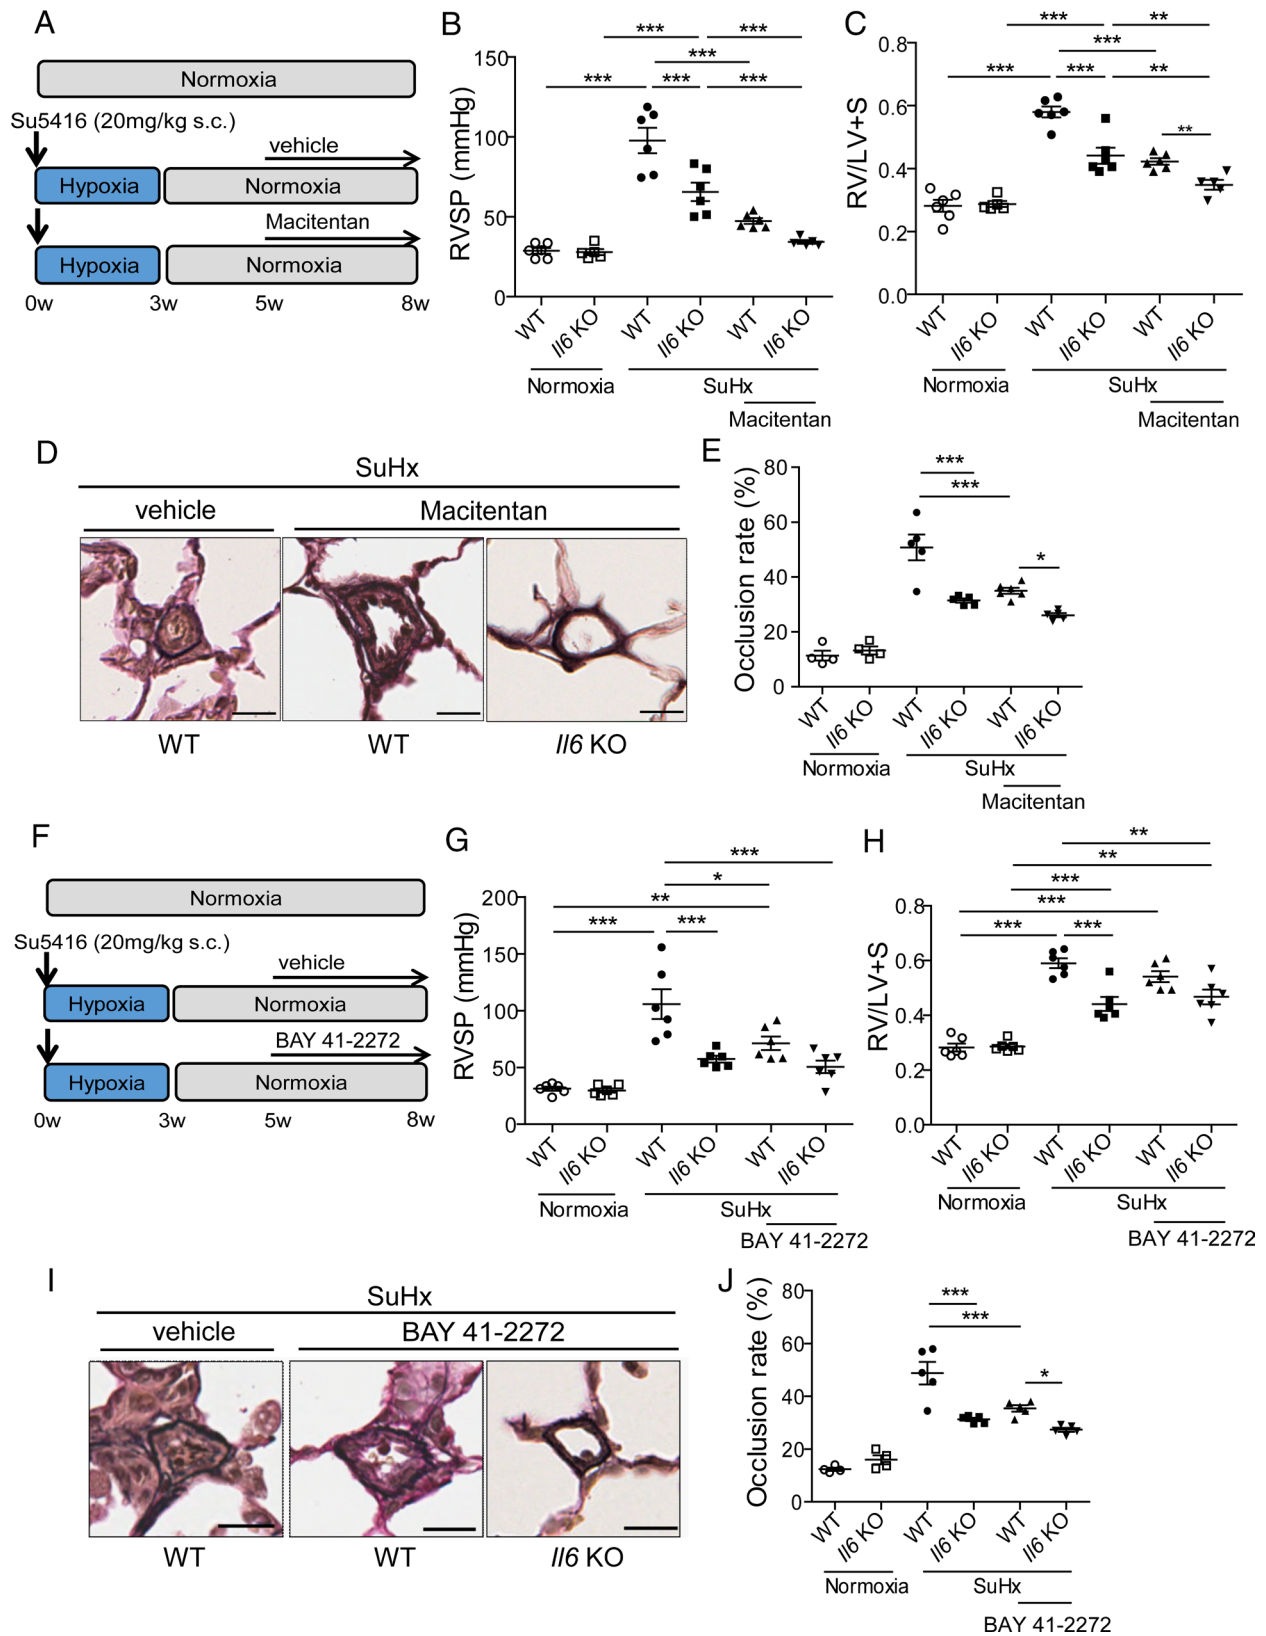 A
Normoxia
Su5416 (20mg/kg s.c.)
vehicle
Hypoxia Normoxia
Macitentan
Hypoxia Normoxia
0w 3w 5w 8w
B
*** ***
***
*** *** ***
RVSP (mmHg)
150
100
50
0
WT Il6 KO WT Il6 KO WT Il6 KO
Normoxia SuHx
Macitentan
C
*** **
***
*** *** **
**
RV/LV+S
0.8
0.6
0.4
0.2
0.0
WT Il6 KO WT Il6 KO WT Il6 KO
Normoxia SuHx
Macitentan
D
SuHx
vehicle Macitentan
WT WT Il6 KO
E
***
***
*
Occlusion rate (%)
80
60
40
20
0
WT Il6 KO WT Il6 KO WT Il6 KO
Normoxia SuHx
Macitentan
F
Normoxia
Su5416 (20mg/kg s.c.)
vehicle
Hypoxia Normoxia
BAY 41-2272
Hypoxia Normoxia
0w 3w 5w 8w
G
***
*
**
*** ***
RVSP (mmHg)
200
150
100
50
0
WT Il6 KO WT Il6 KO WT Il6 KO
Normoxia SuHx
BAY 41-2272
H
**
**
***
***
*** ***
RV/LV+S
0.8
0.6
0.4
0.2
0.0
WT Il6 KO WT Il6 KO WT Il6 KO
Normoxia SuHx
BAY 41-2272
I
SuHx
vehicle BAY 41-2272
WT WT Il6 KO
J
***
***
*
Occlusion rate (%)
80
60
40
20
0
WT Il6 KO WT Il6 KO WT Il6 KO
Normoxia SuHx
BAY 41-2272